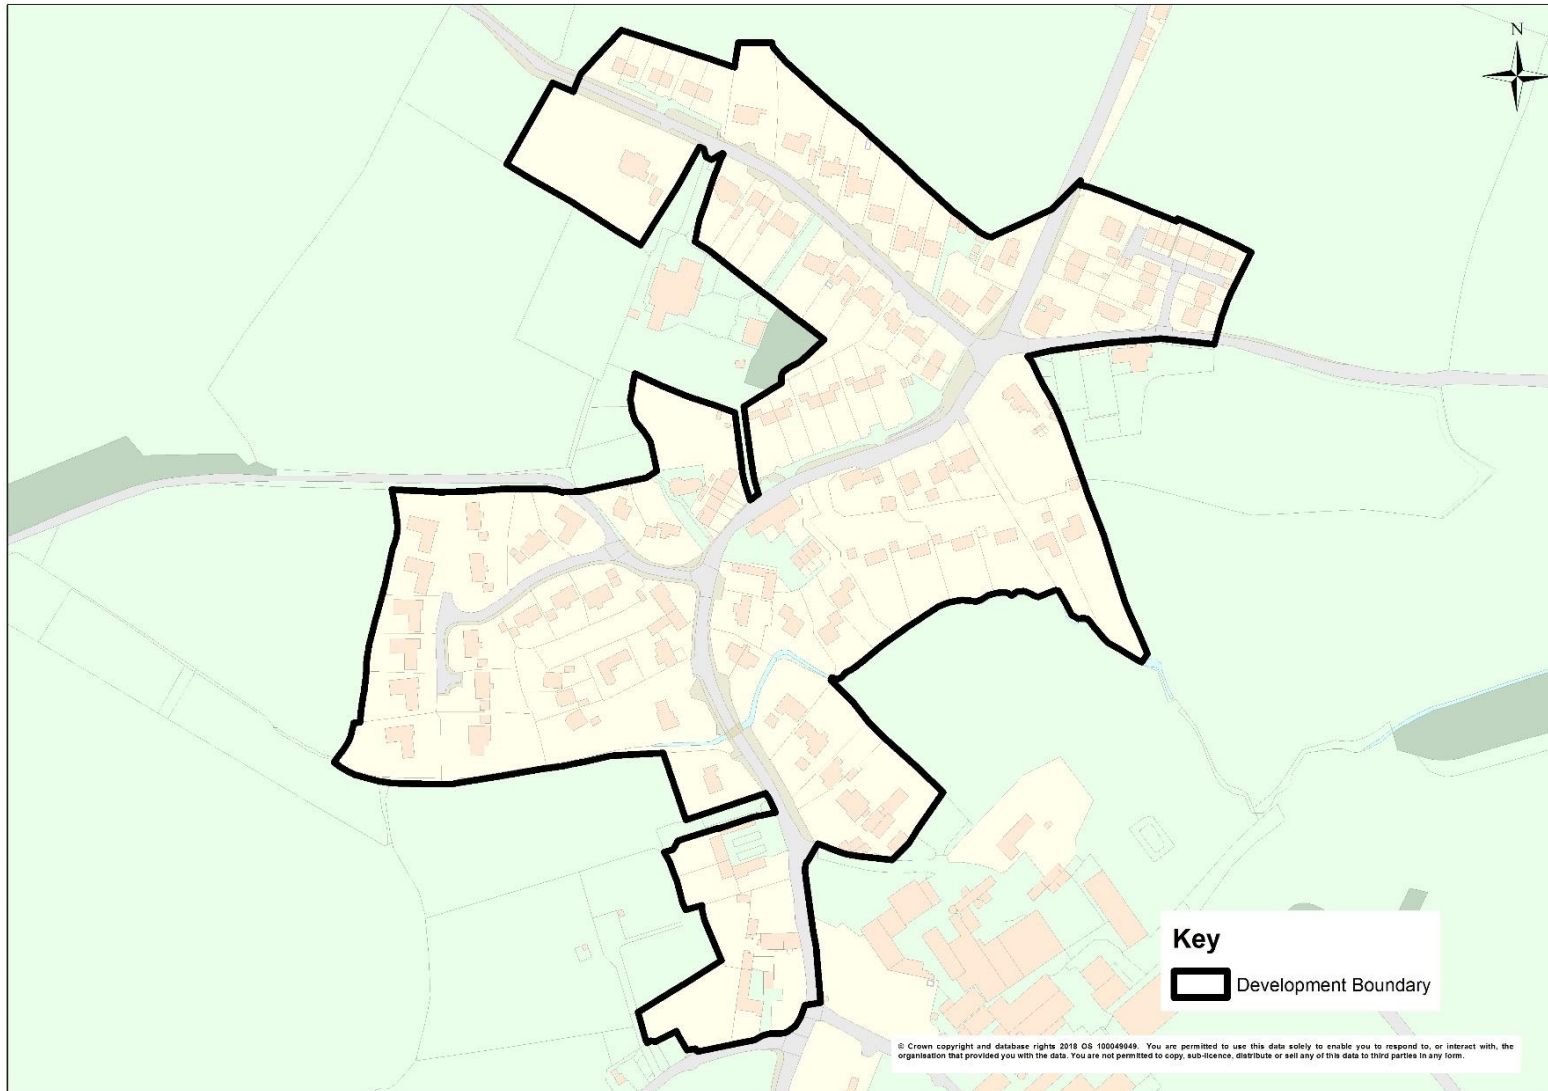 N
Key
Development Boundary
© Crown copyright and database rights 2018 OS 100049049. You are permitted to use this data solely to enable you to respond to, or interact with, the
organisation that provided you with the data. You are not permitted to copy, sub-licence, distribute or sell any of this data to third parties in any form.